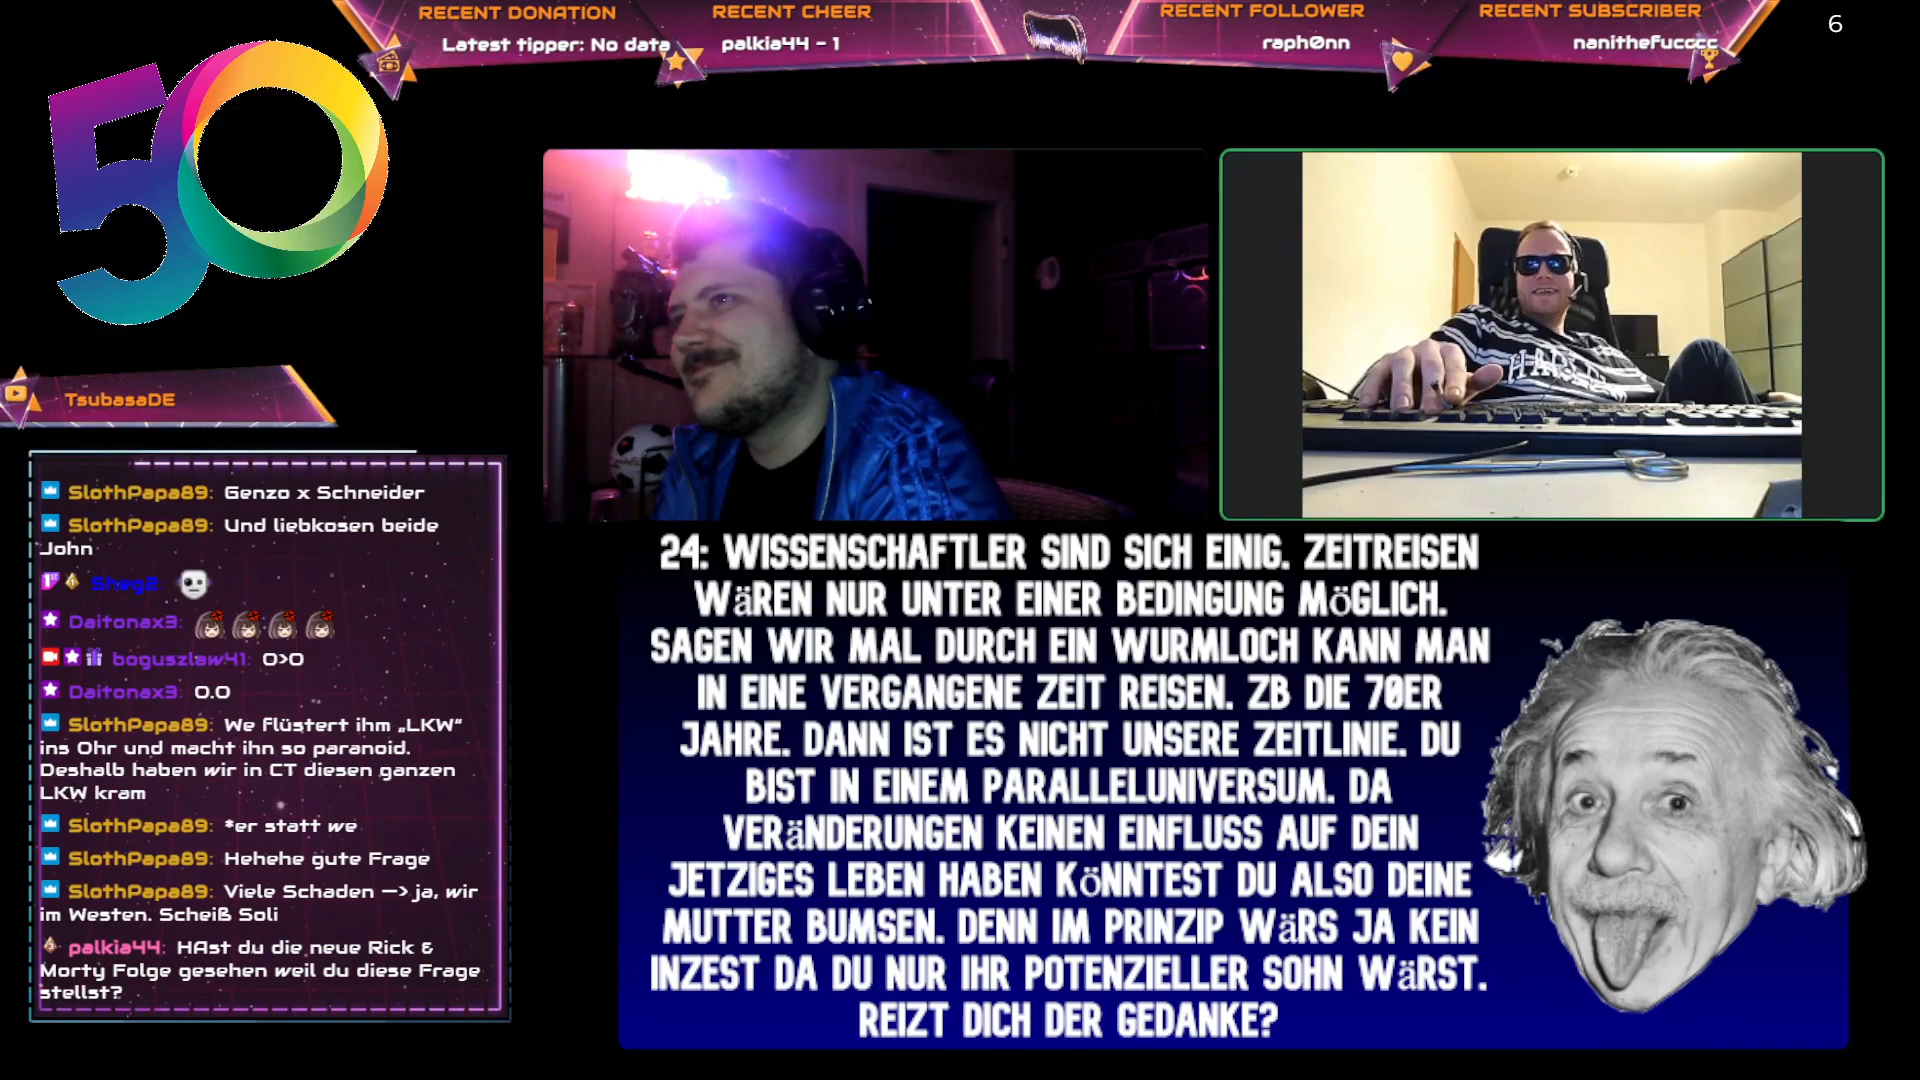 RECENT DONATION
Latest tipper: No data
RECENT CHEER
palkia44 - 1
RECENT FOLLOWER
raph0nn
RECENT SUBSCRIBER
nanithefucccc
6
50
TsubasaDE
SlothPapa89: Genzo x Schneider
SlothPapa89: Und liebkosen beide
John
Sheg2:
Daitonax3:
boguszlaw41: O>O
Daitonax3: O.O
SlothPapa89: We flüstert ihm „LKW“
ins Ohr und macht ihn so paranoid.
Deshalb haben wir in CT diesen ganzen
LKW kram
SlothPapa89: *er statt we
SlothPapa89: Hehehe gute Frage
SlothPapa89: Viele Schaden —> ja, wir
im Westen. Scheiß Soli
palkia44: HAst du die neue Rick &
Morty Folge gesehen weil du diese Frage
stellst?
24: WISSENSCHAFTLER SIND SICH EINIG. ZEITREISEN
WäREN NUR UNTER EINER BEDINGUNG MöGLICH.
SAGEN WIR MAL DURCH EIN WURMLOCH KANN MAN
IN EINE VERGANGENE ZEIT REISEN. ZB DIE 70ER
JAHRE. DANN IST ES NICHT UNSERE ZEITLINIE. DU
BIST IN EINEM PARALLELUNIVERSUM. DA
VERäNDERUNGEN KEINEN EINFLUSS AUF DEIN
JETZIGES LEBEN HABEN KöNNTEST DU ALSO DEINE
MUTTER BUMSEN. DENN IM PRINZIP WäRS JA KEIN
INZEST DA DU NUR IHR POTENZIELLER SOHN WäRST.
REIZT DICH DER GEDANKE?